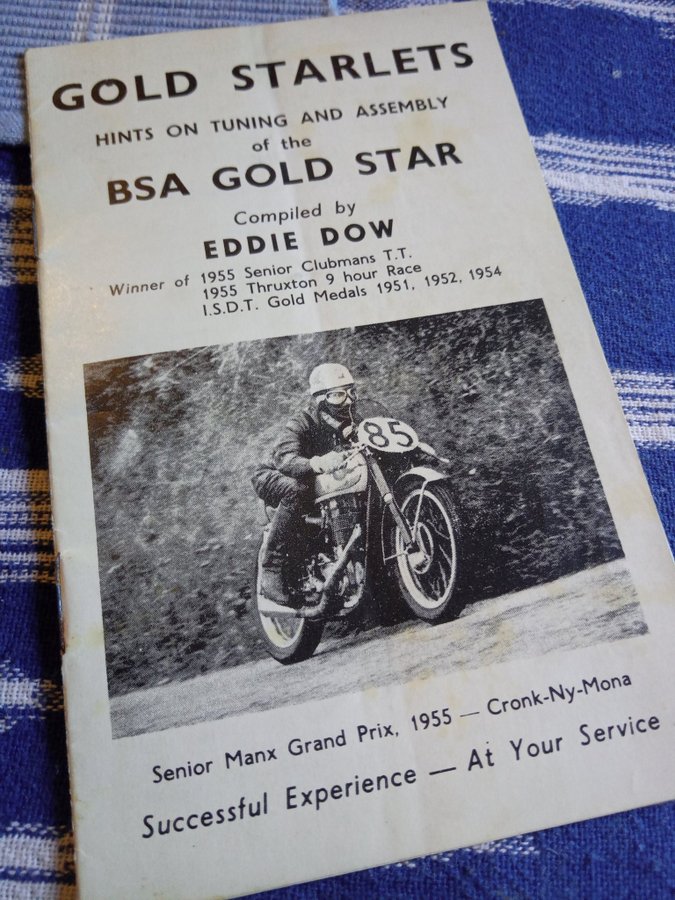 GOLD STARLETS
HINTS ON TUNING AND ASSEMBLY
of the
BSA GOLD STAR
Compiled by
EDDIE DOW
Winner of 1955 Senior Clubmans T.T.
1955 Thruxton 9 hour Race
I.S.D.T. Gold Medals 1951, 1952, 1954
85
Senior Manx Grand Prix, 1955 — Cronk-Ny-Mona
Successful Experience — At Your Service